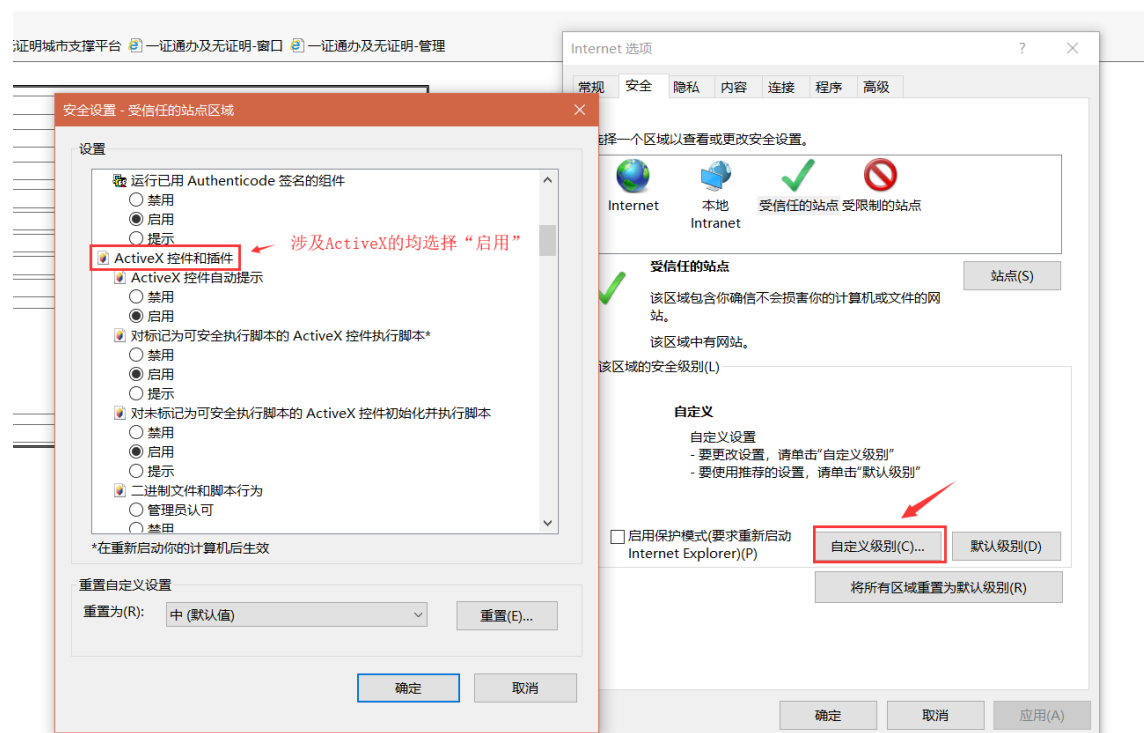 证明城市支撑平台 一证通办及无证明-窗口 一证通办及无证明-管理
Internet 选项
常规 安全 隐私 内容 连接 程序 高级
择一个区域以查看或更改安全设置。
Internet
本地
Intranet
受信任的站点
受限制的站点
受信任的站点
站点(S)
该区域包含你确信不会损害你的计算机或文件的网
站。
该区域中有网站。
该区域的安全级别(L)
自定义
自定义设置
- 要更改设置，请单击“自定义级别”
- 要使用推荐的设置，请单击“默认级别”
启用保护模式(要求重新启动
Internet Explorer)(P)
自定义级别(C)...
默认级别(D)
将所有区域重置为默认级别(R)
确定
取消
应用(A)
安全设置 - 受信任的站点区域
设置
运行已用 Authenticode 签名的组件
禁用
启用
提示
ActiveX 控件和插件
涉及ActiveX的均选择“启用”
ActiveX 控件自动提示
禁用
启用
对标记为可安全执行脚本的 ActiveX 控件执行脚本*
禁用
启用
提示
对未标记为可安全执行脚本的 ActiveX 控件初始化并执行脚本
禁用
启用
提示
二进制文件和脚本行为
管理员认可
禁用
*在重新启动你的计算机后生效
重置自定义设置
重置为(R):
中 (默认值)
重置(E)...
确定
取消